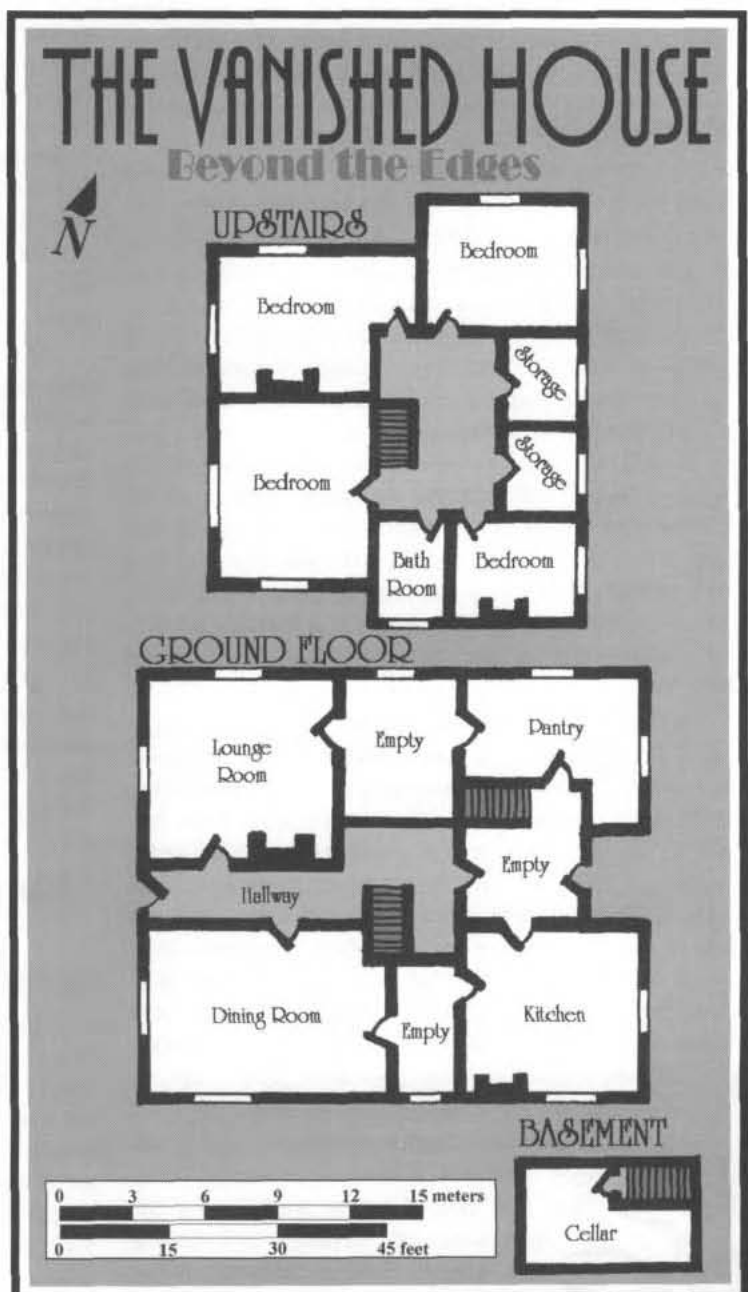 THE VANISHED HOUSE
Beyond the Edges
N
UPSTAIRS
Bedroom
Bedroom
Storage
Bedroom
Storage
Bath
Room
Bedroom
GROUND FLOOR
Lounge
Room
Empty
Pantry
Empty
Hallway
Dining Room
Empty
Kitchen
BASEMENT
Cellar
0 3 6 9 12 15 meters
0 15 30 45 feet